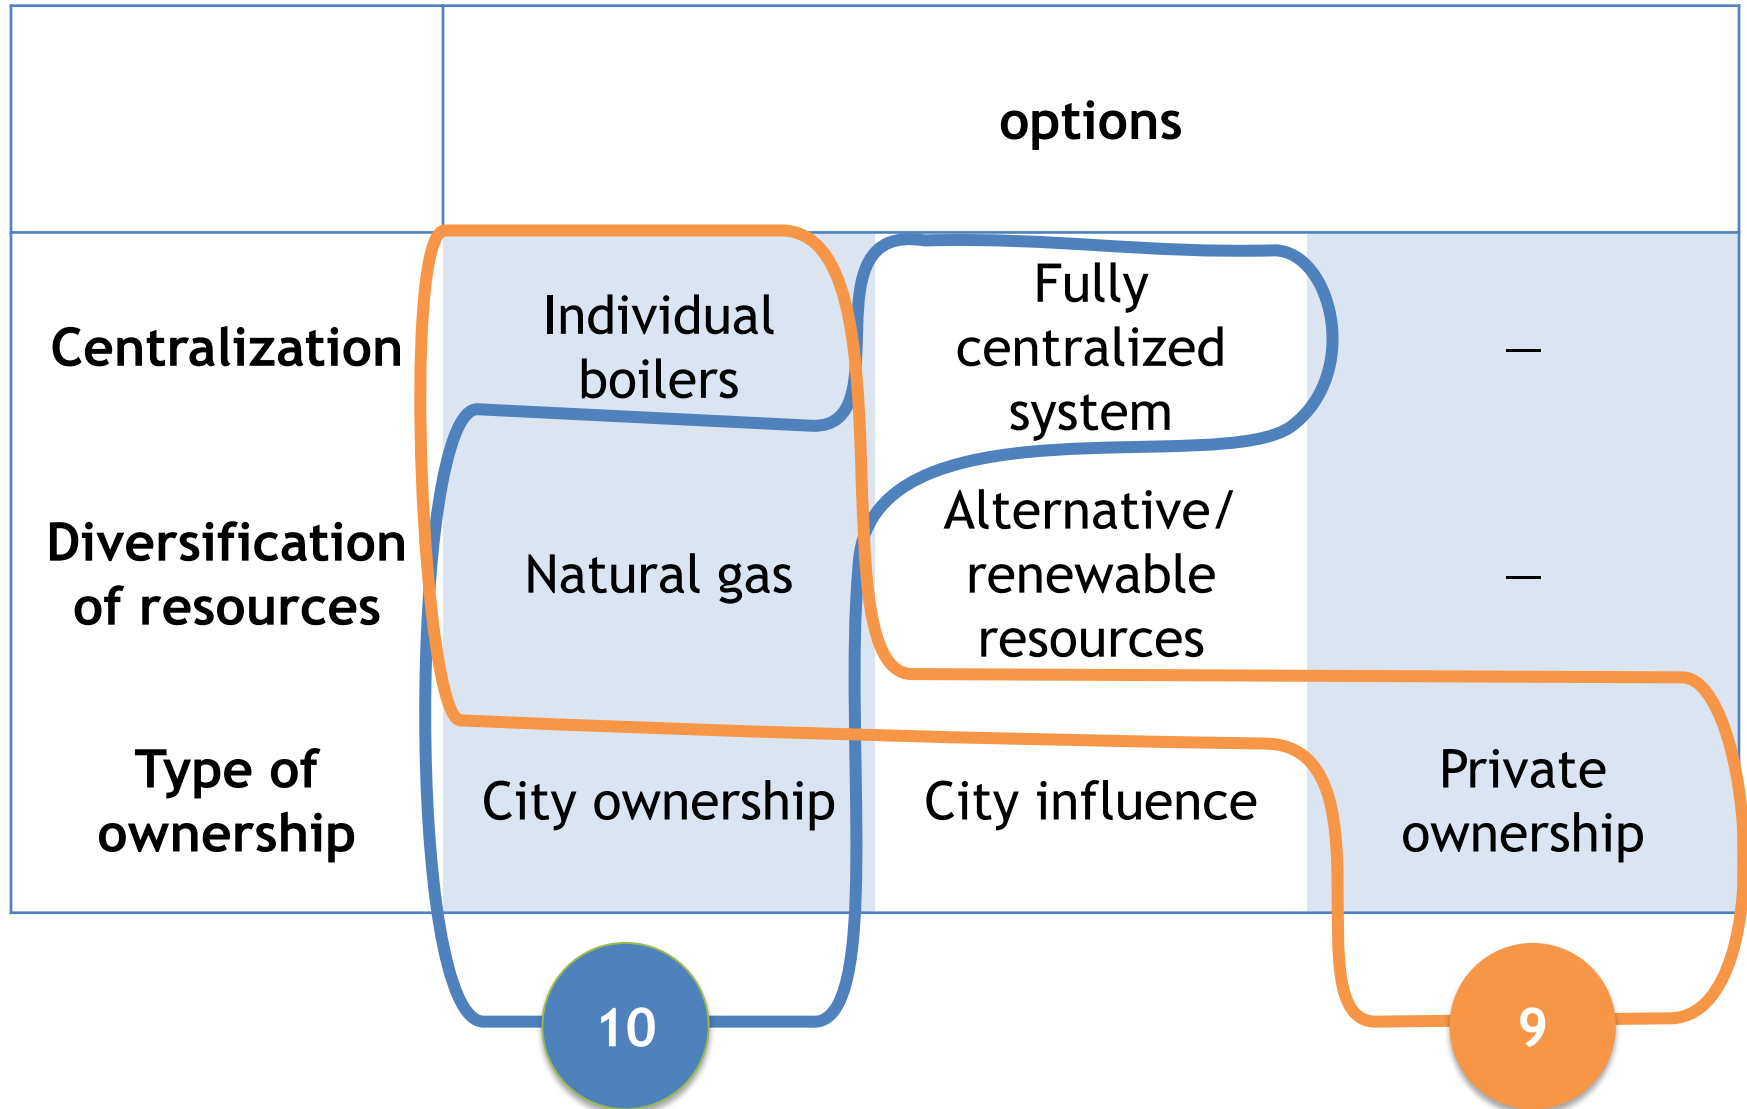 options
Centralization
Individual
boilers
Fully
centralized
system
—
Diversification
of resources
Natural gas
Alternative/
renewable
resources
—
Type of
ownership
City ownership
City influence
Private
ownership
10
9